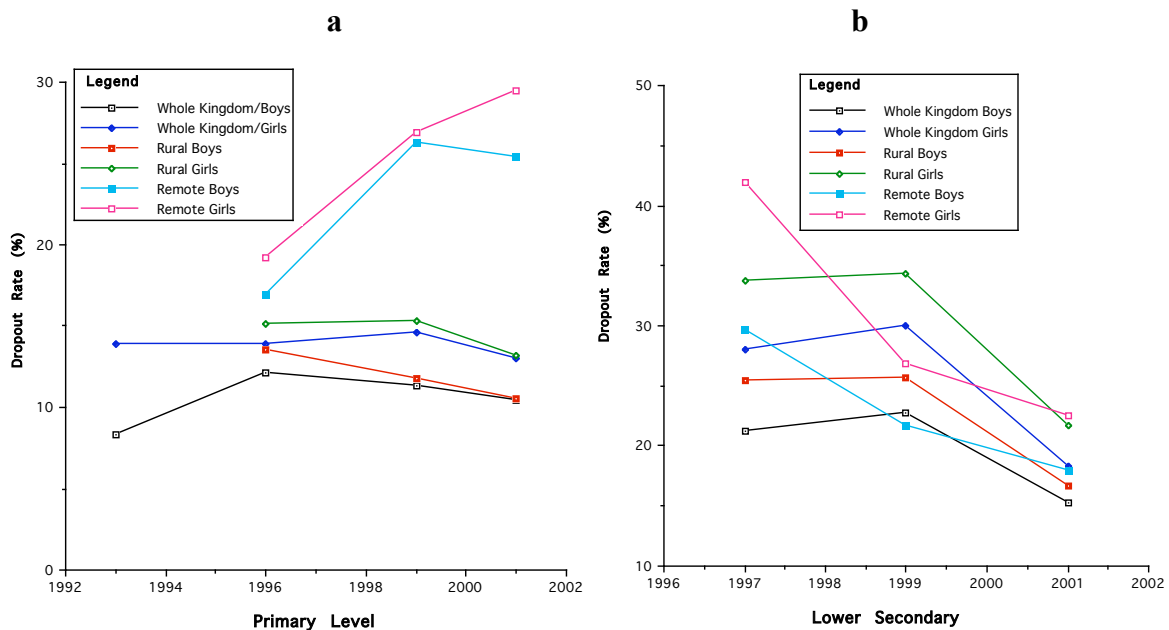 a
Legend
Whole Kingdom/Boys
Whole Kingdom/Girls
Rural Boys
Rural Girls
Remote Boys
Remote Girls
Dropout Rate (%)
30
20
10
0
1992 1994 1996 1998 2000 2002
Primary Level
b
Legend
Whole Kingdom Boys
Whole Kingdom Girls
Rural Boys
Rural Girls
Remote Boys
Remote Girls
Dropout Rate (%)
50
40
30
20
10
1996 1997 1998 1999 2000 2001 2002
Lower Secondary